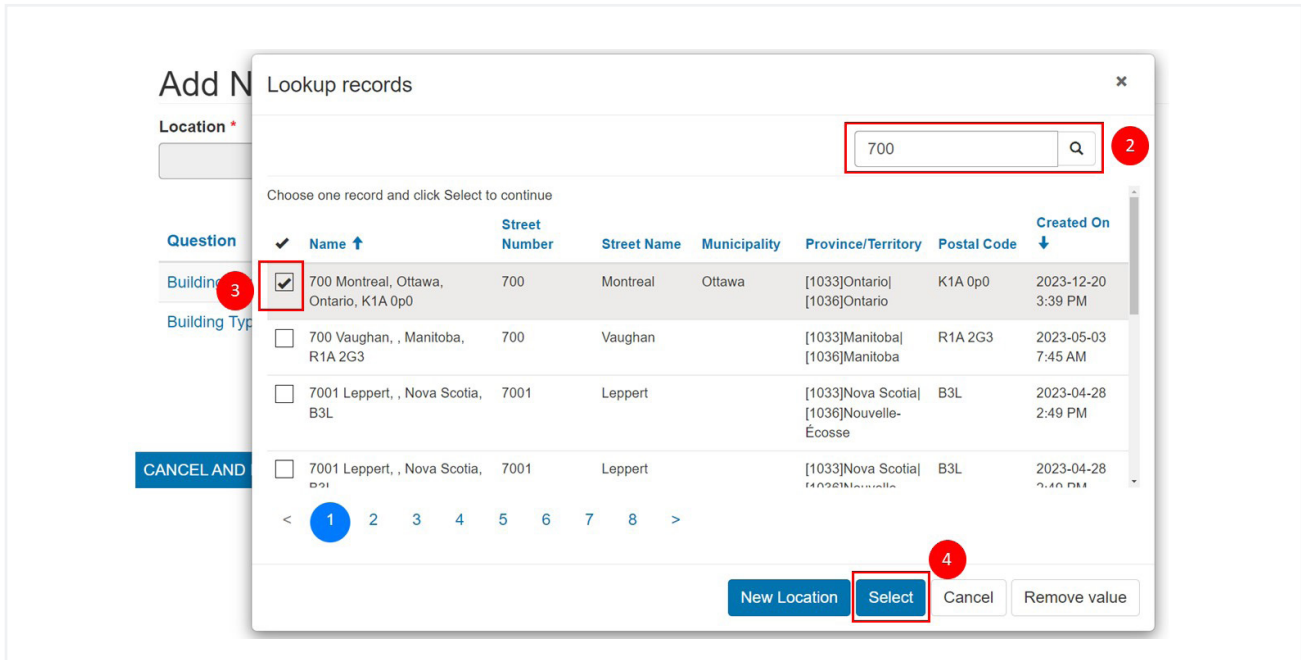 Add N
Lookup records
×
Location *
700
2
Choose one record and click Select to continue
Question
Name
Street Number
Street Name
Municipality
Province/Territory
Postal Code
Created On
Building
3
700 Montreal, Ottawa,
Ontario, K1A 0p0
700
Montreal
Ottawa
[1033]Ontario|
[1036]Ontario
K1A 0p0
2023-12-20
3:39 PM
Building Typ
700 Vaughan, , Manitoba,
R1A 2G3
700
Vaughan
[1033]Manitoba|
[1036]Manitoba
R1A 2G3
2023-05-03
7:45 AM
7001 Leppert, , Nova Scotia,
B3L
7001
Leppert
[1033]Nova Scotia|
[1036]Nouvelle-
Écosse
B3L
2023-04-28
2:49 PM
CANCEL AND
7001 Leppert, , Nova Scotia,
B3L
7001
Leppert
[1033]Nova Scotia|
[1036]Nouvelle-
B3L
2023-04-28
2:49 PM
< 1 2 3 4 5 6 7 8 >
4
New Location
Select
Cancel
Remove value